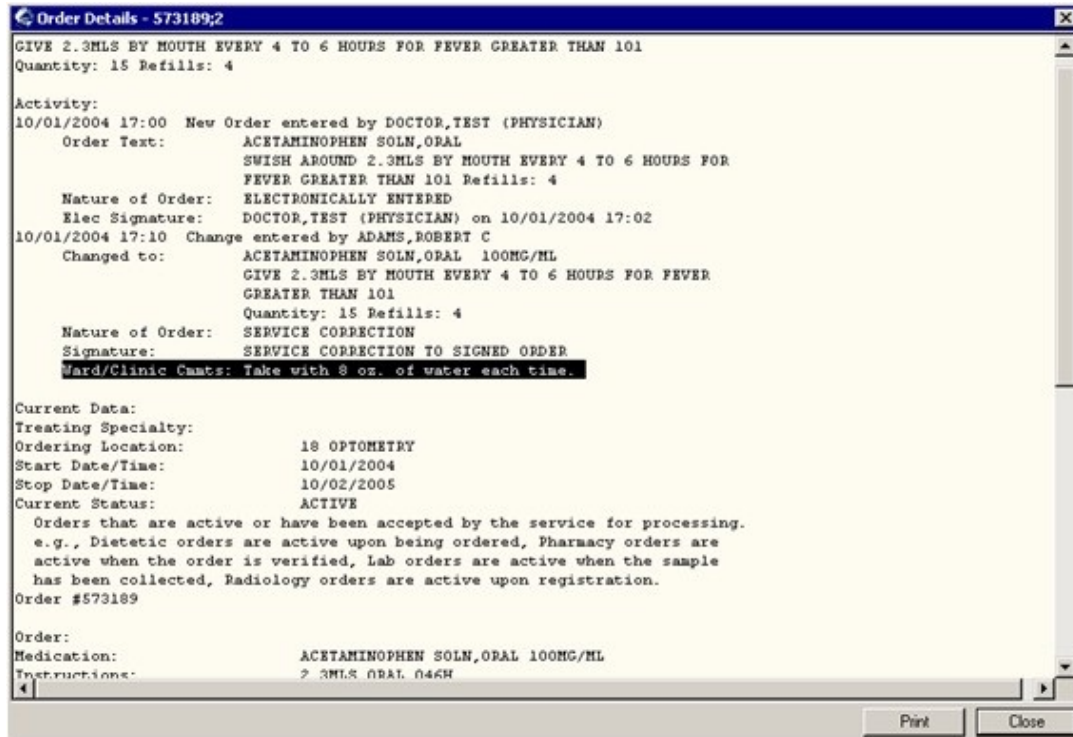 Order Details - 573189;2
GIVE 2.3MLS BY MOUTH EVERY 4 TO 6 HOURS FOR FEVER GREATER THAN 101
Quantity: 15 Refills: 4
Activity:
10/01/2004 17:00 New Order entered by DOCTOR,TEST (PHYSICIAN)
Order Text: ACETAMINOPHEN SOLN,ORAL
SWISH AROUND 2.3MLS BY MOUTH EVERY 4 TO 6 HOURS FOR
FEVER GREATER THAN 101 Refills: 4
Nature of Order: ELECTRONICALLY ENTERED
Elec Signature: DOCTOR,TEST (PHYSICIAN) on 10/01/2004 17:02
10/01/2004 17:10 Change entered by ADAMS,ROBERT C
Changed to: ACETAMINOPHEN SOLN,ORAL 100MG/ML
GIVE 2.3MLS BY MOUTH EVERY 4 TO 6 HOURS FOR FEVER
GREATER THAN 101
Quantity: 15 Refills: 4
Nature of Order: SERVICE CORRECTION
Signature: SERVICE CORRECTION TO SIGNED ORDER
Ward/Clinic Cmmts: Take with 8 oz. of water each time.
Current Data:
Treating Specialty:
Ordering Location: 18 OPTOMETRY
Start Date/Time: 10/01/2004
Stop Date/Time: 10/02/2005
Current Status: ACTIVE
Orders that are active or have been accepted by the service for processing.
e.g., Dietetic orders are active upon being ordered, Pharmacy orders are
active when the order is verified, Lab orders are active when the sample
has been collected, Radiology orders are active upon registration.
Order #573189
Order:
Medication: ACETAMINOPHEN SOLN,ORAL 100MG/ML
Instructions: 2.3MLS ORAL Q46H
Print Close